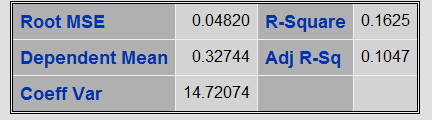 Root MSE 0.04820 R-Square 0.1625
Dependent Mean 0.32744 Adj R-Sq 0.1047
Coeff Var 14.72074